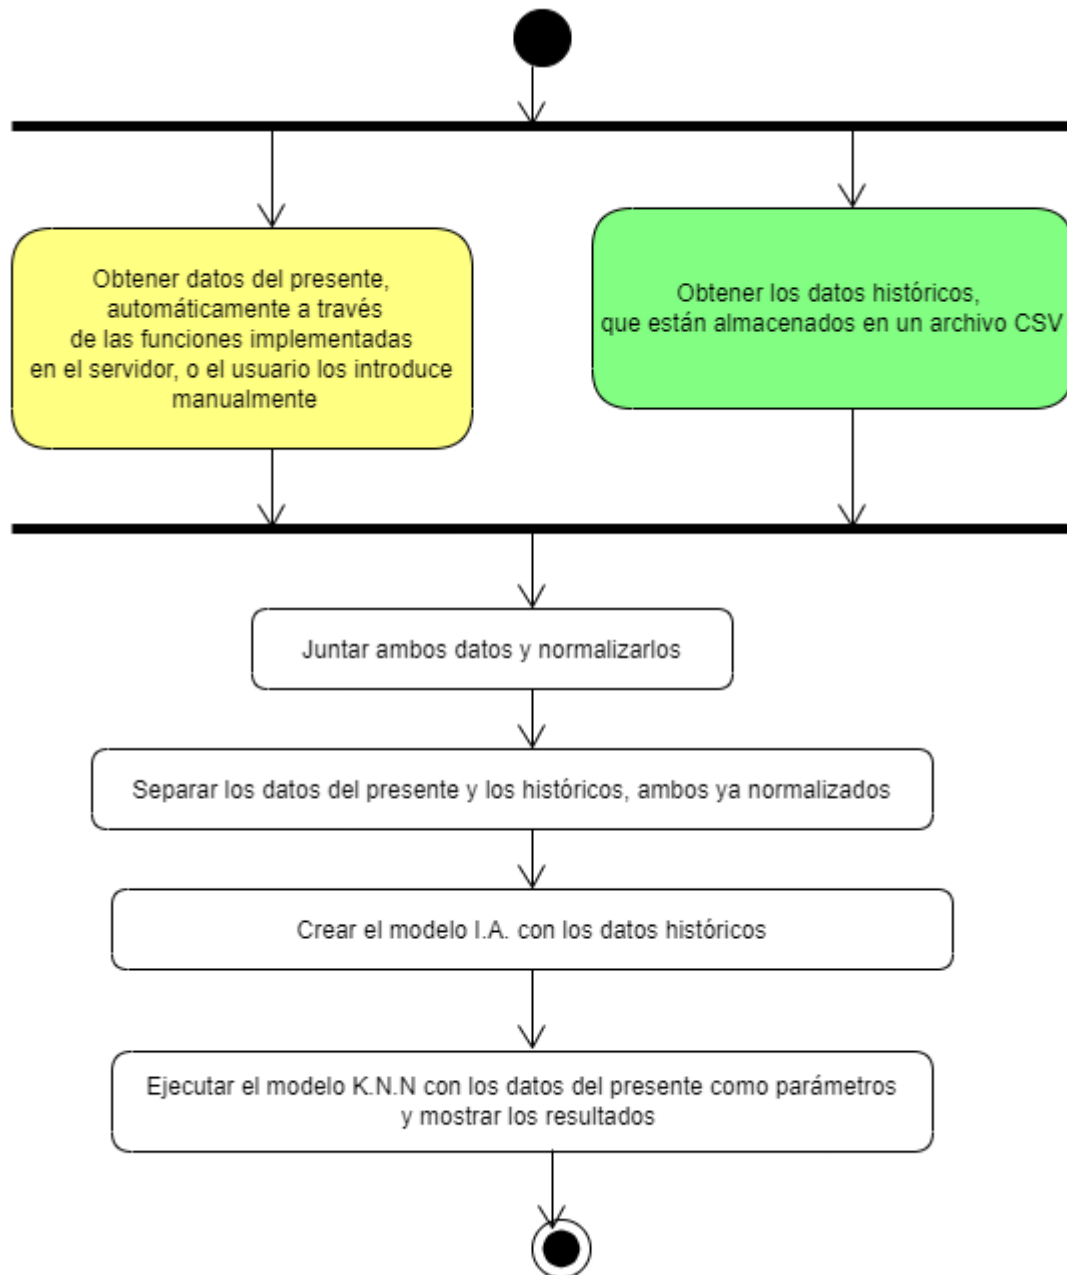 Obtener datos del presente,
automáticamente a través
de las funciones implementadas
en el servidor, o el usuario los introduce
manualmente
Obtener los datos históricos,
que están almacenados en un archivo CSV
Juntar ambos datos y normalizarlos
Separar los datos del presente y los históricos, ambos ya normalizados
Crear el modelo I.A. con los datos históricos
Ejecutar el modelo K.N.N con los datos del presente como parámetros
y mostrar los resultados